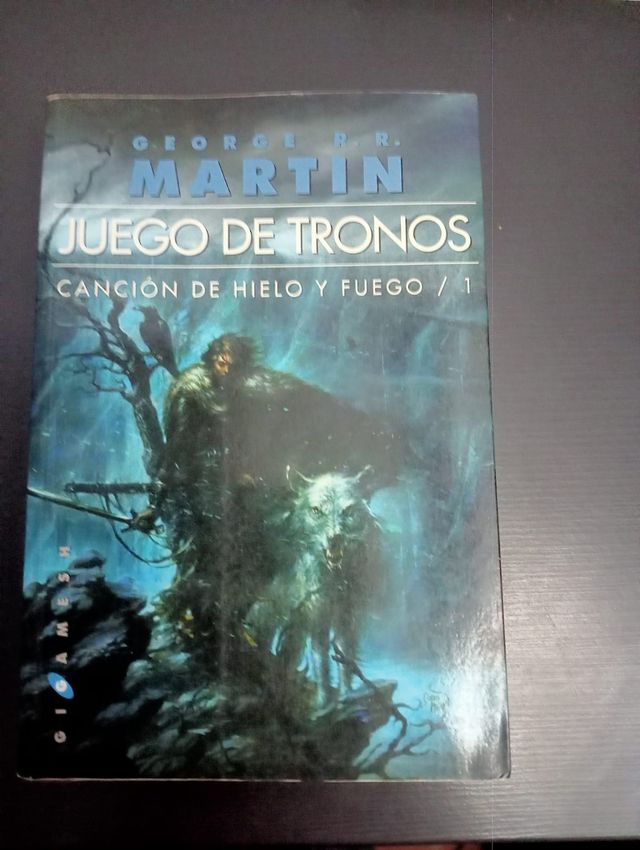 GEORGE R.R.
MARTIN
JUEGO DE TRONOS
CANCIÓN DE HIELO Y FUEGO / 1
GIGAMESH